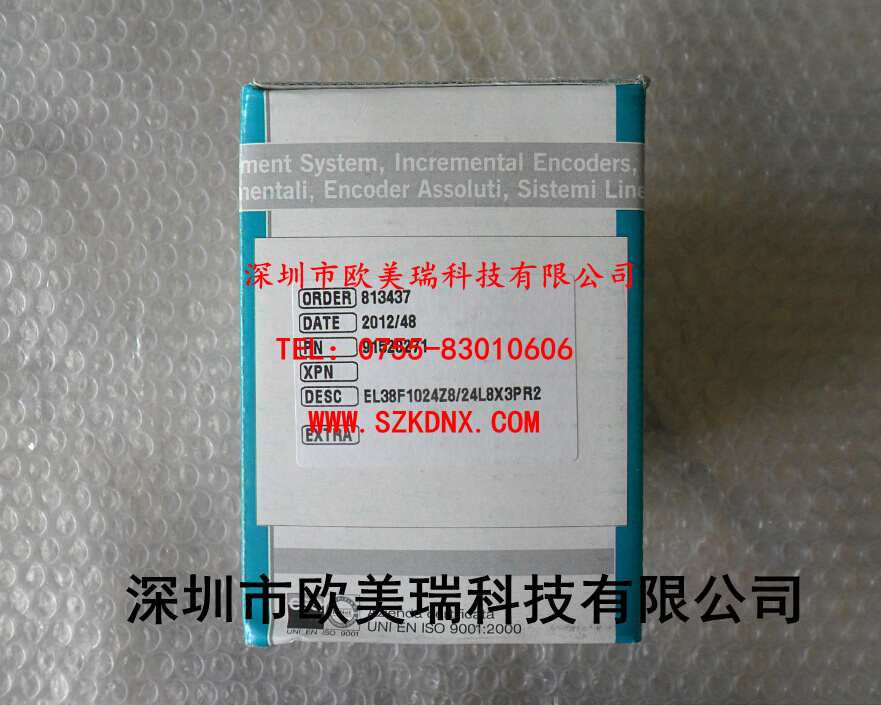 ment System, Incremental Encoders,
mentali, Encoder Assoluti, Sistemi Line
深圳市欧美瑞科技有限公司
ORDER 813437
DATE 2012/48
PN
TEL: 0755-83010606
XPN
DESC EL38F1024Z8/24L8X3PR2
WWW.SZKDNX.COM
EXTRA
深圳市欧美瑞科技有限公司
UNI EN ISO 9001
UNI EN ISO 9001:2000